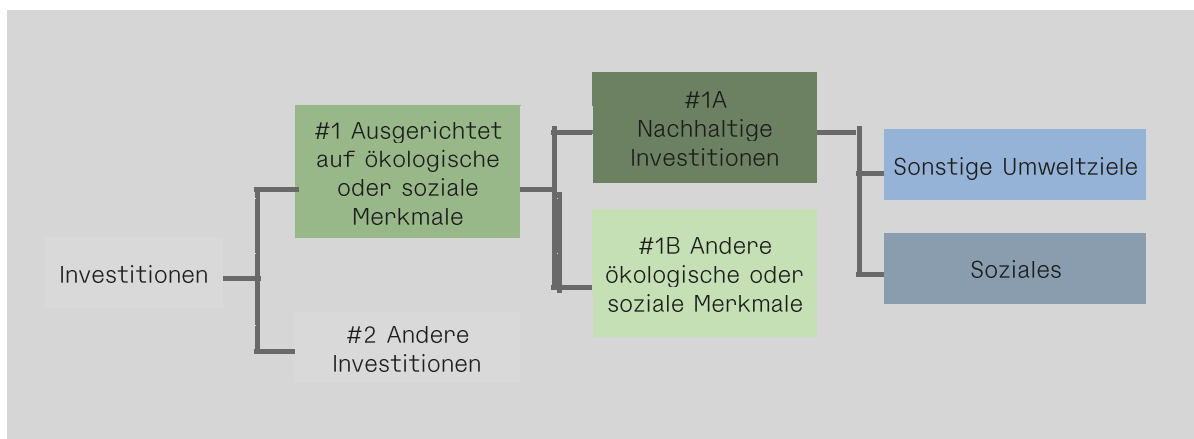 Investitionen
#1 Ausgerichtet
auf ökologische
oder soziale
Merkmale
#2 Andere
Investitionen
#1A
Nachhaltige
Investitionen
#1B Andere
ökologische oder
soziale Merkmale
Sonstige Umweltziele
Soziales